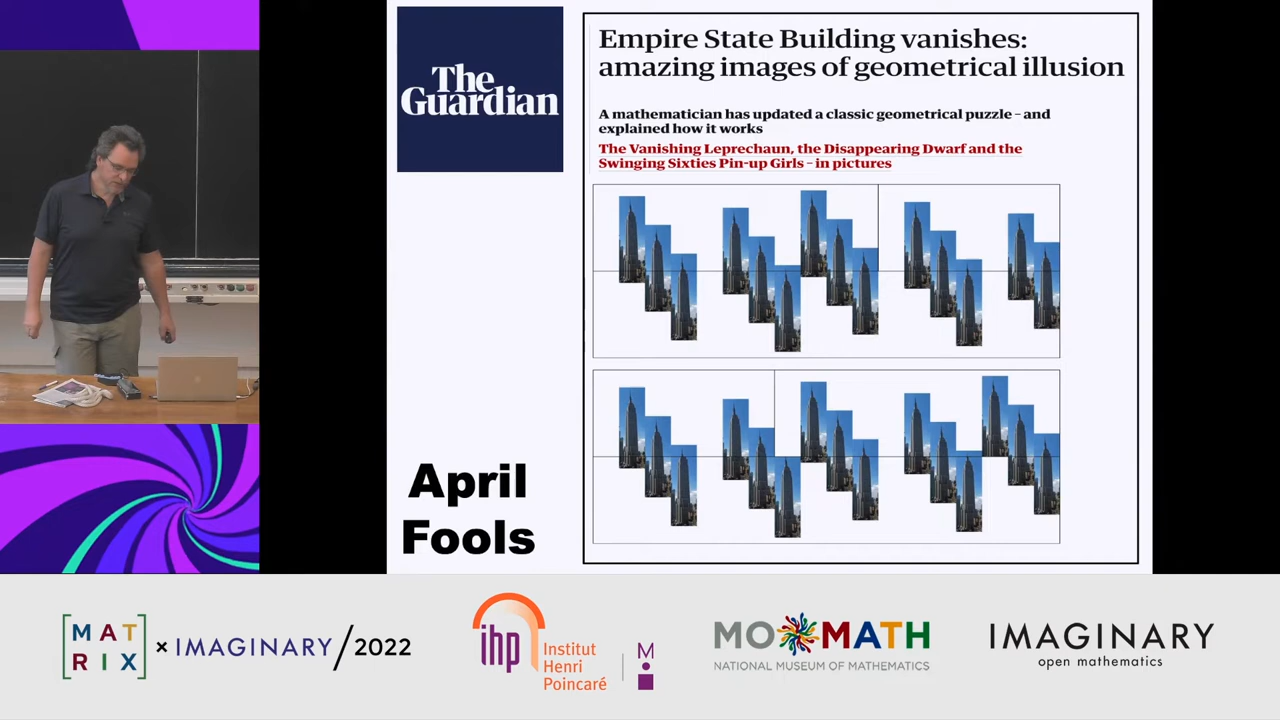 The
Guardian
Empire State Building vanishes:
amazing images of geometrical illusion
A mathematician has updated a classic geometrical puzzle – and
explained how it works
The Vanishing Leprechaun, the Disappearing Dwarf and the
Swinging Sixties Pin-up Girls – in pictures
April
Fools
MAT
RIX
× IMAGINARY / 2022
ihp
Institut
Henri
Poincaré
M
MOMATH
NATIONAL MUSEUM OF MATHEMATICS
IMAGINARY
open mathematics